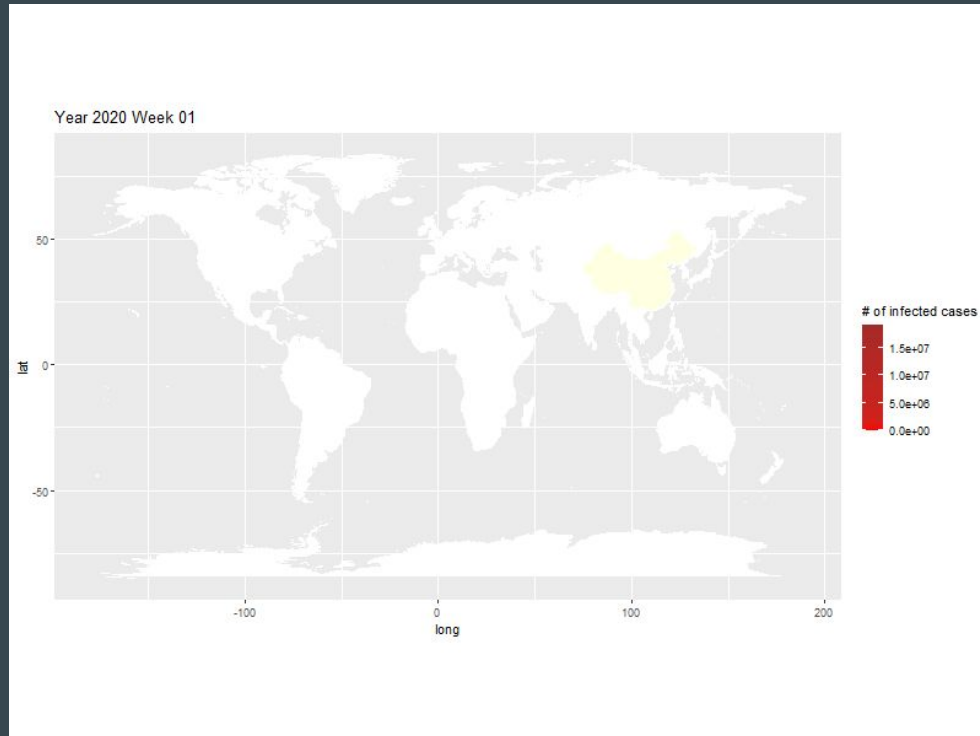 Year 2020 Week 01
50
0
-50
lat
-100
0
100
200
long
# of infected cases
1.5e+07
1.0e+07
5.0e+06
0.0e+00